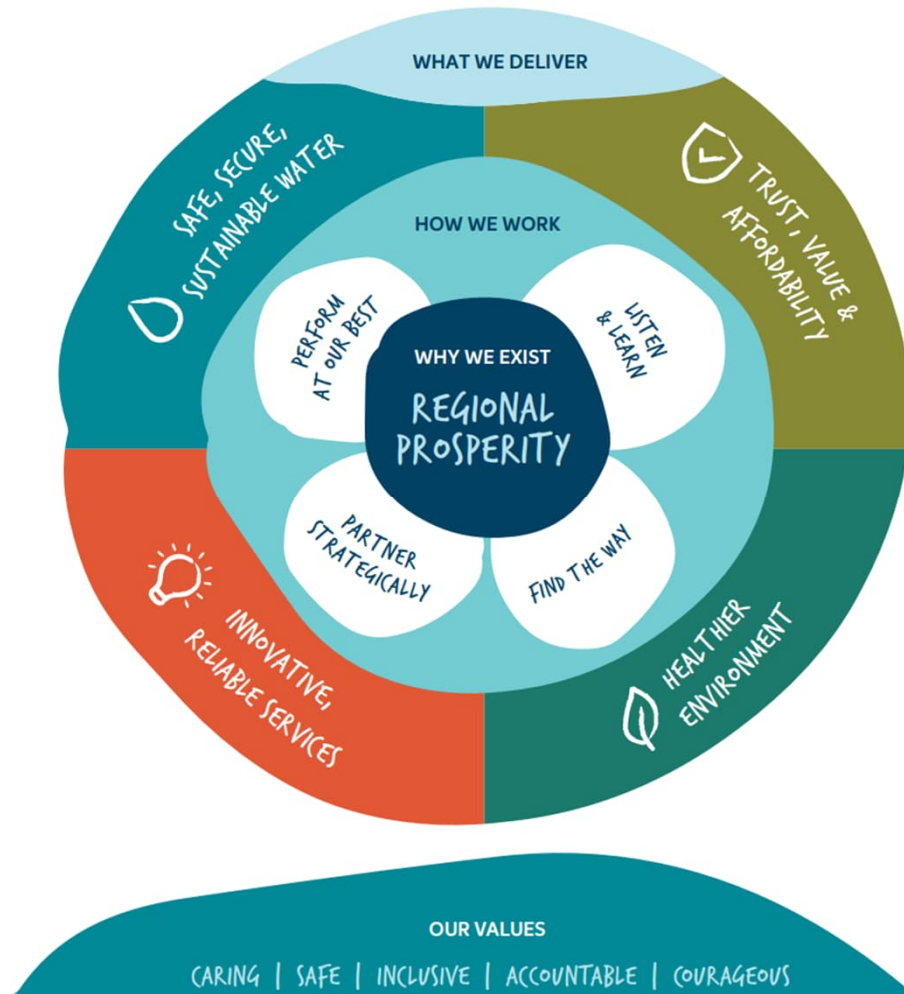 WHAT WE DELIVER
SAFE, SECURE,
SUSTAINABLE WATER
TRUST, VALUE &
AFFORDABILITY
HOW WE WORK
PERFORM
AT OUR BEST
LISTEN
& LEARN
WHY WE EXIST
REGIONAL
PROSPERITY
PARTNER
STRATEGICALLY
FIND THE WAY
INNOVATIVE,
RELIABLE SERVICES
HEALTHIER
ENVIRONMENT
OUR VALUES
CARING | SAFE | INCLUSIVE | ACCOUNTABLE | COURAGEOUS